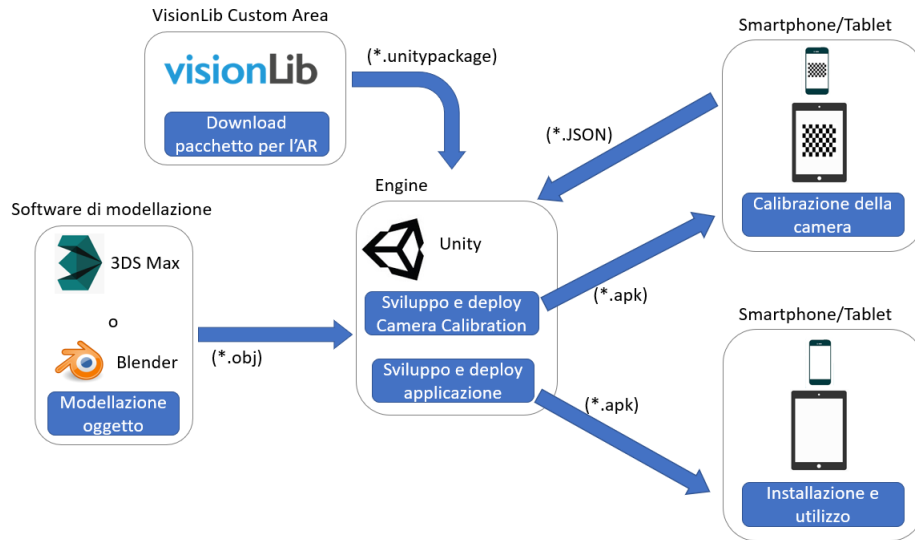 VisionLib Custom Area
visionLib
Download
pacchetto per l'AR
(*.unitypackage)
Smartphone/Tablet
Calibrazione della
camera
(*.JSON)
Software di modellazione
3DS Max
o
Blender
Modellazione
oggetto
(*.obj)
Engine
Unity
Sviluppo e deploy
Camera Calibration
Sviluppo e deploy
applicazione
(*.apk)
(*.apk)
Smartphone/Tablet
Installazione e
utilizzo